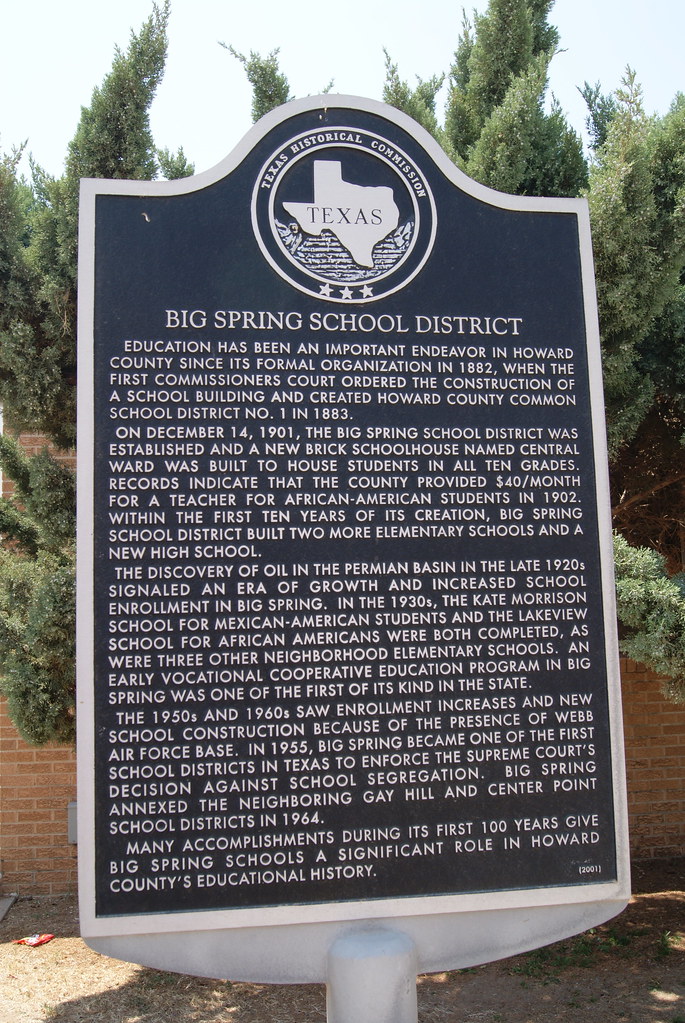 TEXAS HISTORICAL COMMISSION
TEXAS
BIG SPRING SCHOOL DISTRICT
EDUCATION HAS BEEN AN IMPORTANT ENDEAVOR IN HOWARD
COUNTY SINCE ITS FORMAL ORGANIZATION IN 1882, WHEN THE
FIRST COMMISSIONERS COURT ORDERED THE CONSTRUCTION OF
A SCHOOL BUILDING AND CREATED HOWARD COUNTY COMMON
SCHOOL DISTRICT NO. 1 IN 1883.
ON DECEMBER 14, 1901, THE BIG SPRING SCHOOL DISTRICT WAS
ESTABLISHED AND A NEW BRICK SCHOOLHOUSE NAMED CENTRAL
WARD WAS BUILT TO HOUSE STUDENTS IN ALL TEN GRADES.
RECORDS INDICATE THAT THE COUNTY PROVIDED $40/MONTH
FOR A TEACHER FOR AFRICAN-AMERICAN STUDENTS IN 1902.
WITHIN THE FIRST TEN YEARS OF ITS CREATION, BIG SPRING
SCHOOL DISTRICT BUILT TWO MORE ELEMENTARY SCHOOLS AND A
NEW HIGH SCHOOL.
THE DISCOVERY OF OIL IN THE PERMIAN BASIN IN THE LATE 1920s
SIGNALED AN ERA OF GROWTH AND INCREASED SCHOOL
ENROLLMENT IN BIG SPRING. IN THE 1930s, THE KATE MORRISON
SCHOOL FOR MEXICAN-AMERICAN STUDENTS AND THE LAKEVIEW
SCHOOL FOR AFRICAN AMERICANS WERE BOTH COMPLETED, AS
WERE THREE OTHER NEIGHBORHOOD ELEMENTARY SCHOOLS. AN
EARLY VOCATIONAL COOPERATIVE EDUCATION PROGRAM IN BIG
SPRING WAS ONE OF THE FIRST OF ITS KIND IN THE STATE.
THE 1950s AND 1960s SAW ENROLLMENT INCREASES AND NEW
SCHOOL CONSTRUCTION BECAUSE OF THE PRESENCE OF WEBB
AIR FORCE BASE. IN 1955, BIG SPRING BECAME ONE OF THE FIRST
SCHOOL DISTRICTS IN TEXAS TO ENFORCE THE SUPREME COURT'S
DECISION AGAINST SCHOOL SEGREGATION. BIG SPRING
ANNEXED THE NEIGHBORING GAY HILL AND CENTER POINT
SCHOOL DISTRICTS IN 1964.
MANY ACCOMPLISHMENTS DURING ITS FIRST 100 YEARS GIVE
BIG SPRING SCHOOLS A SIGNIFICANT ROLE IN HOWARD
COUNTY'S EDUCATIONAL HISTORY.
(2001)